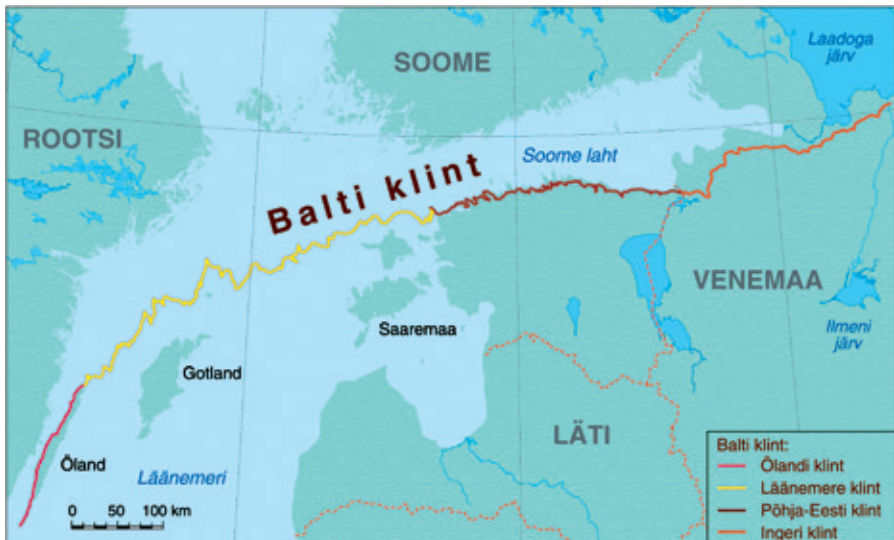 Laadoga
järv
SOOME
ROOTSI
Soome laht
Balti klint
VENEMAA
Saaremaa
Ilmeni
järv
Gotland
LÄTI
Öland
Läänemeri
0 50 100 km
Balti klint:
Ölandi klint
Läänemere klint
Põhja-Eesti klint
Ingeri klint